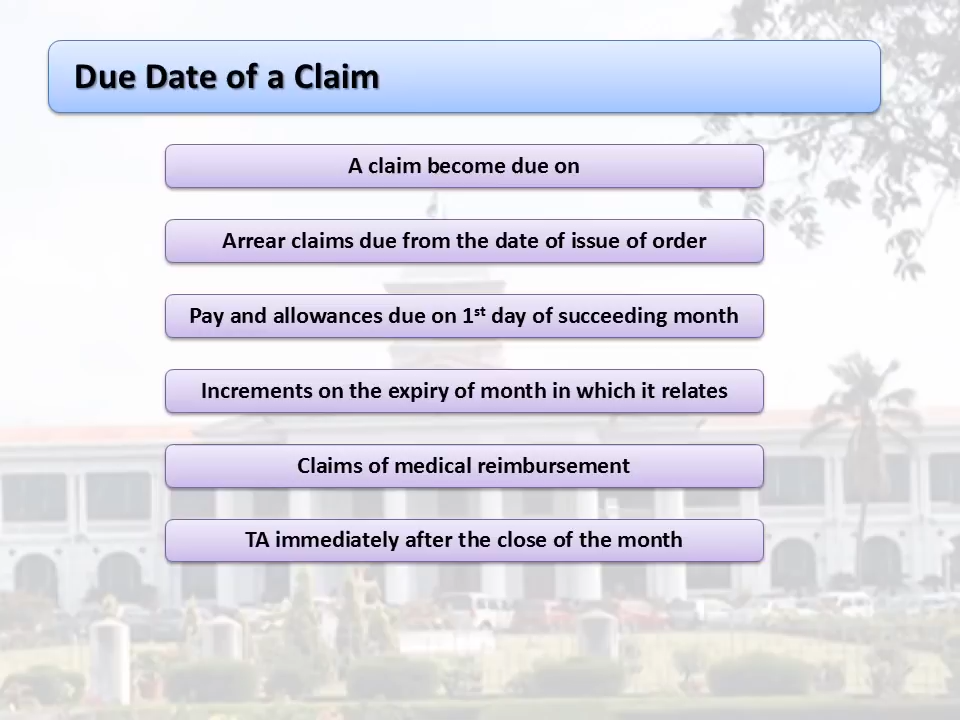 Due Date of a Claim
A claim become due on
Arrear claims due from the date of issue of order
Pay and allowances due on 1st day of succeeding month
Increments on the expiry of month in which it relates
Claims of medical reimbursement
TA immediately after the close of the month